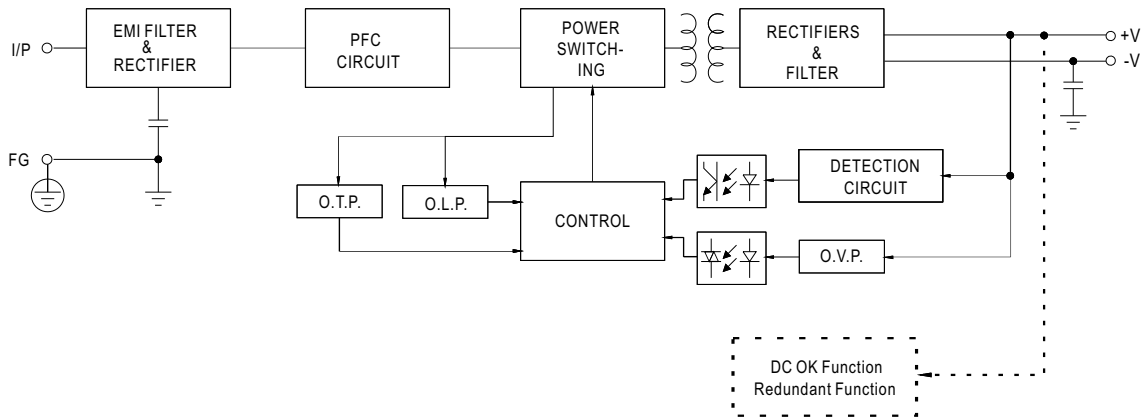 I/P
EMI FILTER
&
RECTIFIER
PFC
CIRCUIT
POWER
SWITCH-
ING
RECTIFIERS
&
FILTER
+V
-V
FG
O.T.P.
O.L.P.
CONTROL
DETECTION
CIRCUIT
O.V.P.
DC OK Function
Redundant Function